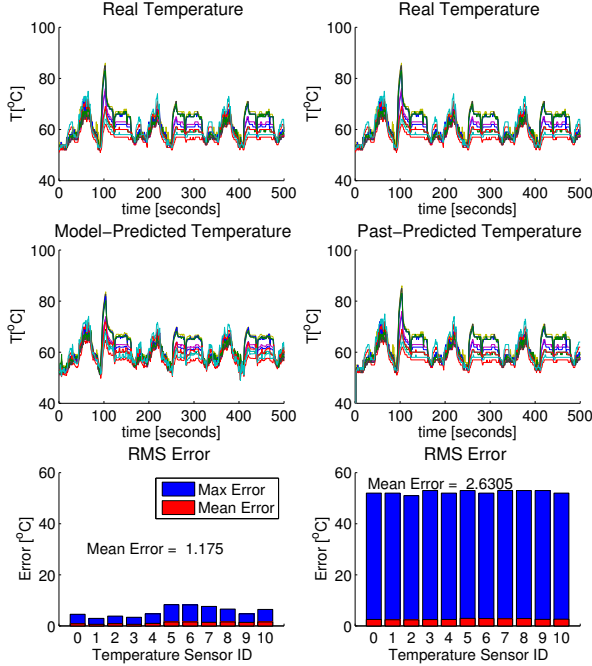 Real Temperature
Real Temperature
100
80
60
40
T[°C]
0 100 200 300 400 500
time [seconds]
100
80
60
40
T[°C]
0 100 200 300 400 500
time [seconds]
Model-Predicted Temperature
Past-Predicted Temperature
100
80
60
40
T[°C]
0 100 200 300 400 500
time [seconds]
100
80
60
40
T[°C]
0 100 200 300 400 500
time [seconds]
RMS Error
RMS Error
60
40
20
0
Error [°C]
Max Error
Mean Error
Mean Error = 1.175
0 1 2 3 4 5 6 7 8 9 10
Temperature Sensor ID
60
40
20
0
Error [°C]
Mean Error = 2.6305
0 1 2 3 4 5 6 7 8 9 10
Temperature Sensor ID